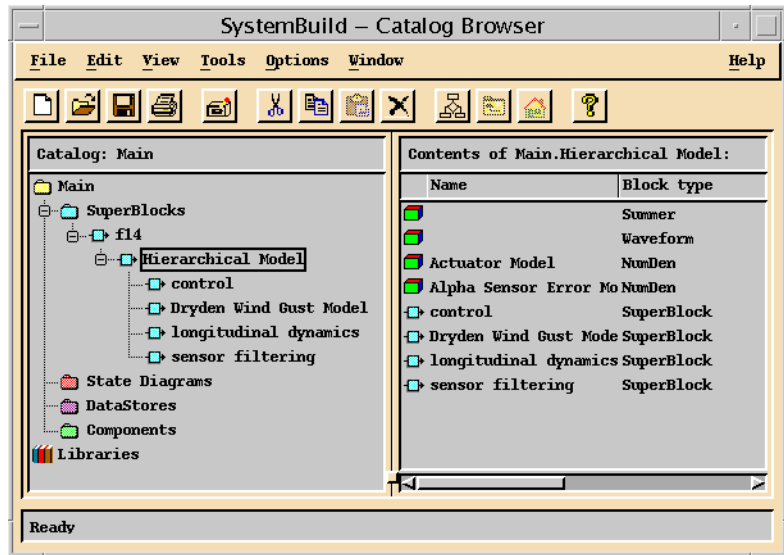 SystemBuild – Catalog Browser
File Edit View Tools Options Window Help
Catalog: Main
Main
SuperBlocks
f14
Hierarchical Model
control
Dryden Wind Gust Model
longitudinal dynamics
sensor filtering
State Diagrams
DataStores
Components
Libraries
Contents of Main.Hierarchical Model:
Name Block type
Summer
Waveform
Actuator Model NumDen
Alpha Sensor Error Mo NumDen
control SuperBlock
Dryden Wind Gust Mode SuperBlock
longitudinal dynamics SuperBlock
sensor filtering SuperBlock
Ready